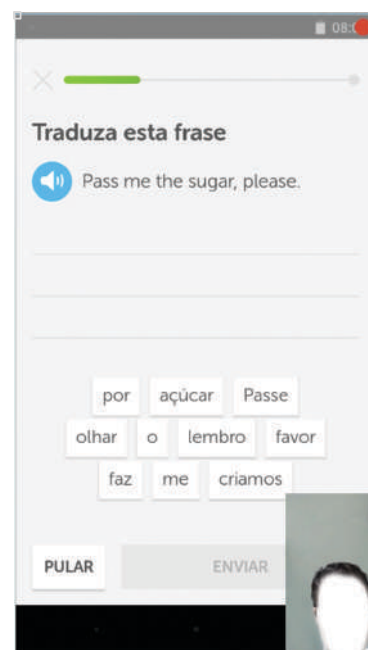 Traduza esta frase
Pass me the sugar, please.
por açúcar Passe
olhar o lembro favor
faz me criamos
PULAR ENVIAR